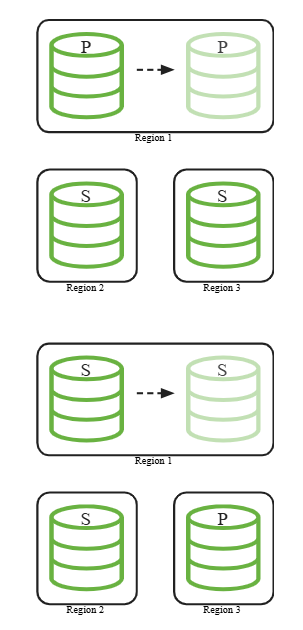 P P
Region 1
S S
Region 2 Region 3
S S
Region 1
S P
Region 2 Region 3